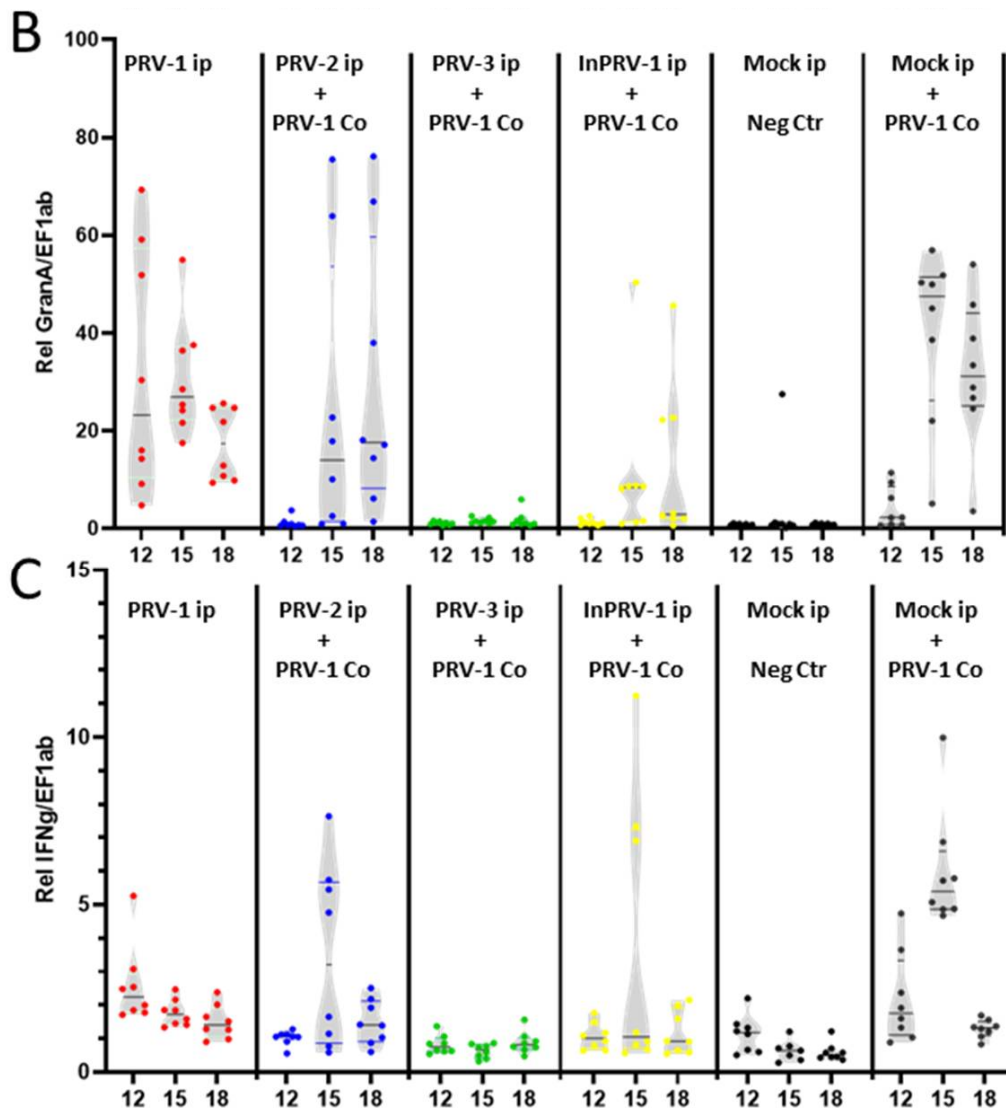 B
100
80
60
40
20
0
Rel GranA/EF1ab
PRV-1 ip
PRV-2 ip
+
PRV-1 Co
PRV-3 ip
+
PRV-1 Co
InPRV-1 ip
+
PRV-1 Co
Mock ip
Neg Ctr
Mock ip
+
PRV-1 Co
12 15 18 12 15 18 12 15 18 12 15 18 12 15 18 12 15 18
C
15
10
5
0
Rel IFNg/EF1ab
PRV-1 ip
PRV-2 ip
+
PRV-1 Co
PRV-3 ip
+
PRV-1 Co
InPRV-1 ip
+
PRV-1 Co
Mock ip
Neg Ctr
Mock ip
+
PRV-1 Co
12 15 18 12 15 18 12 15 18 12 15 18 12 15 18 12 15 18